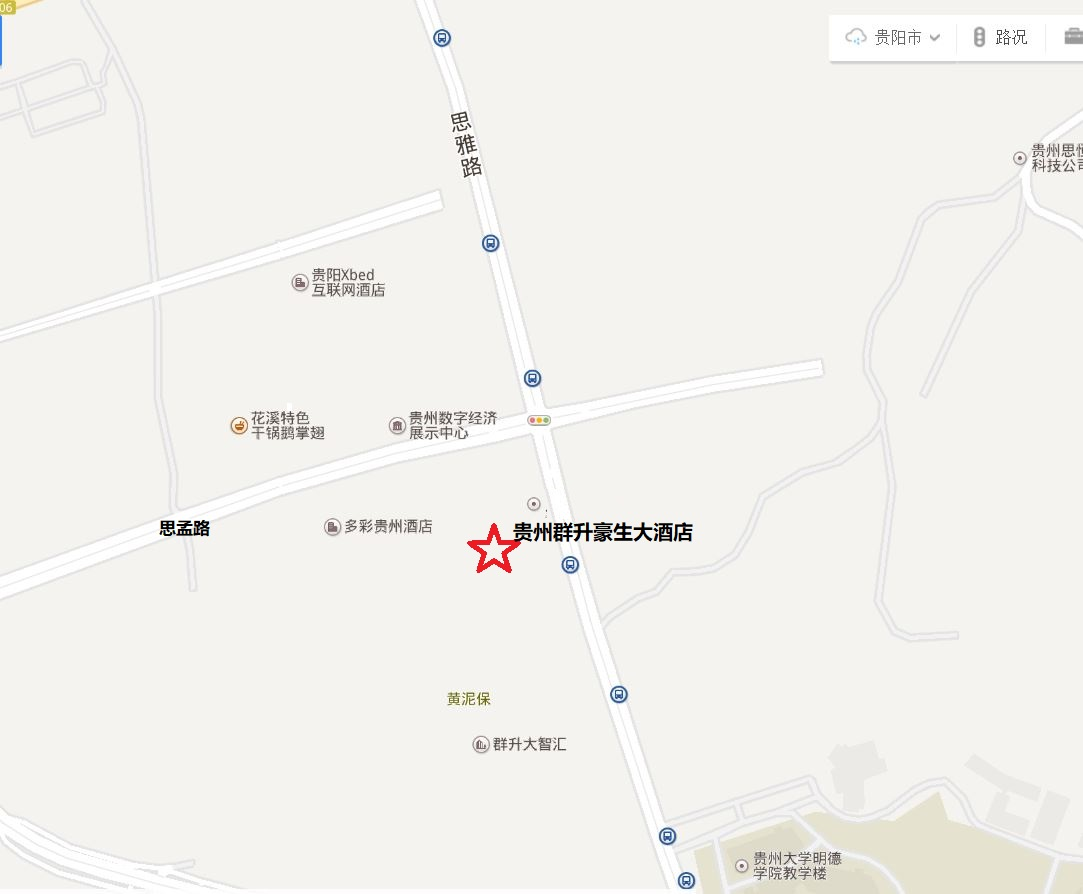 06
贵阳市
路况
思雅路
贵州思
科技公司
贵阳Xbed
互联网酒店
花溪特色
干锅鹅掌翅
贵州数字经济
展示中心
思孟路
多彩贵州酒店
贵州群升豪生大酒店
黄泥保
群升大智汇
贵州大学明德
学院教学楼